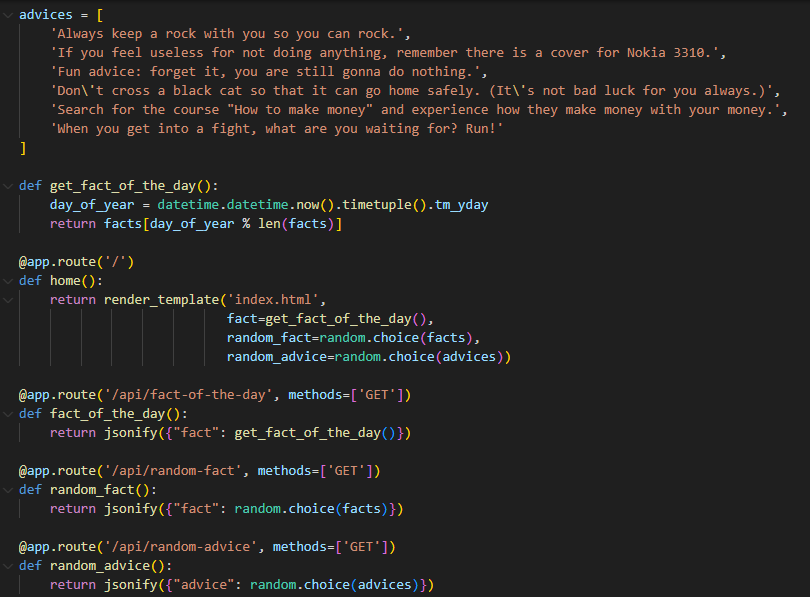 advices = [
    'Always keep a rock with you so you can rock.',
    'If you feel useless for not doing anything, remember there is a cover for Nokia 3310.',
    'Fun advice: forget it, you are still gonna do nothing.',
    'Don\'t cross a black cat so that it can go home safely. (It\'s not bad luck for you always.)',
    'Search for the course "How to make money" and experience how they make money with your money.',
    'When you get into a fight, what are you waiting for? Run!'
]
def get_fact_of_the_day():
    day_of_year = datetime.datetime.now().timetuple().tm_yday
    return facts[day_of_year % len(facts)]
@app.route('/')
def home():
    return render_template('index.html',
                           fact=get_fact_of_the_day(),
                           random_fact=random.choice(facts),
                           random_advice=random.choice(advices))
@app.route('/api/fact-of-the-day', methods=['GET'])
def fact_of_the_day():
    return jsonify({"fact": get_fact_of_the_day()})
@app.route('/api/random-fact', methods=['GET'])
def random_fact():
    return jsonify({"fact": random.choice(facts)})
@app.route('/api/random-advice', methods=['GET'])
def random_advice():
    return jsonify({"advice": random.choice(advices)})